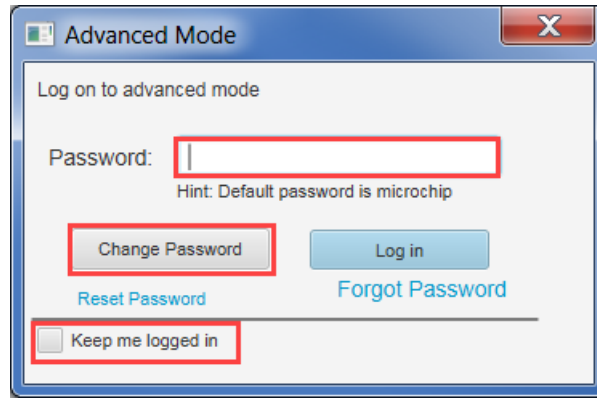 Advanced Mode
X
Log on to advanced mode
Password:
Hint: Default password is microchip
Change Password
Log in
Reset Password
Forgot Password
Keep me logged in